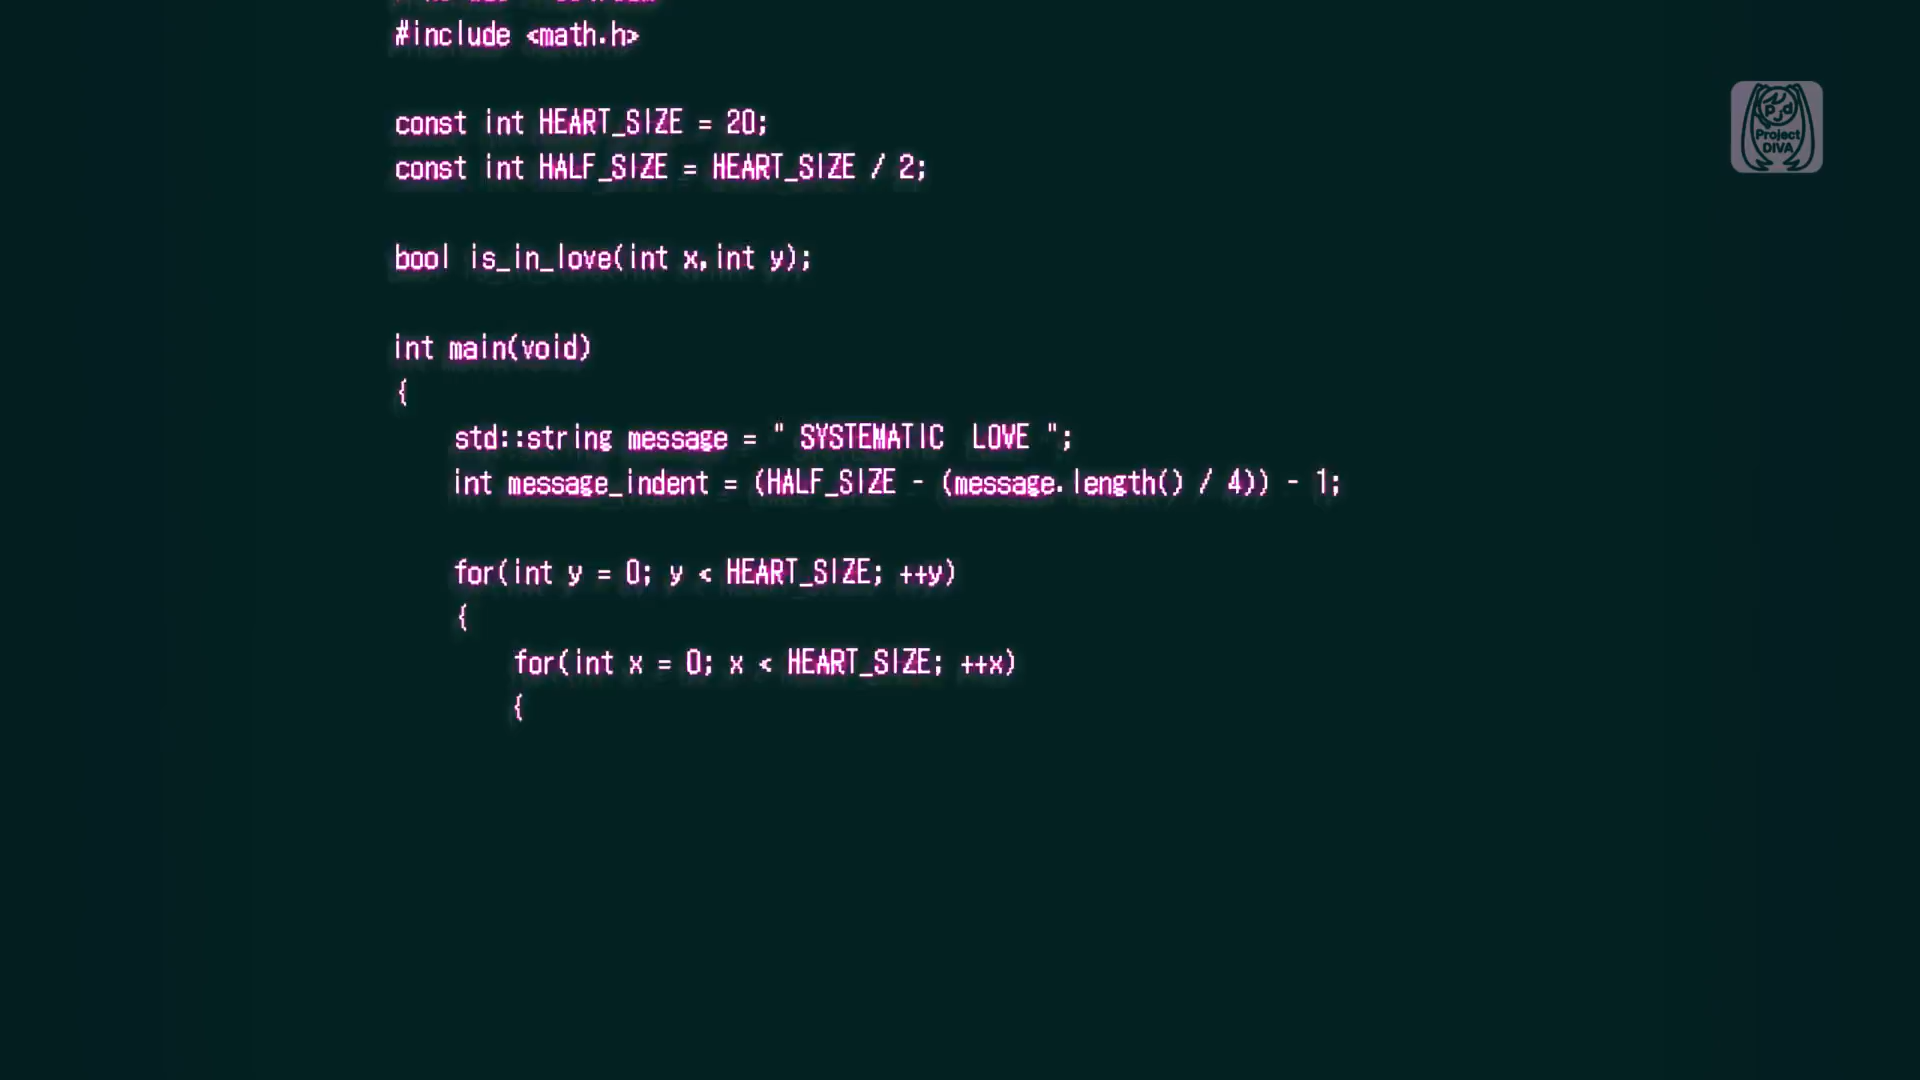 #include <math.h>
const int HEART_SIZE = 20;
const int HALF_SIZE = HEART_SIZE / 2;
bool is_in_love(int x,int y);
int main(void)
{
std::string message = " SYSTEMATIC  LOVE ";
int message_indent = (HALF_SIZE - (message.length() / 4)) - 1;
for(int y = 0; y < HEART_SIZE; ++y)
{
for(int x = 0; x < HEART_SIZE; ++x)
{
PJd
Project
DIVA